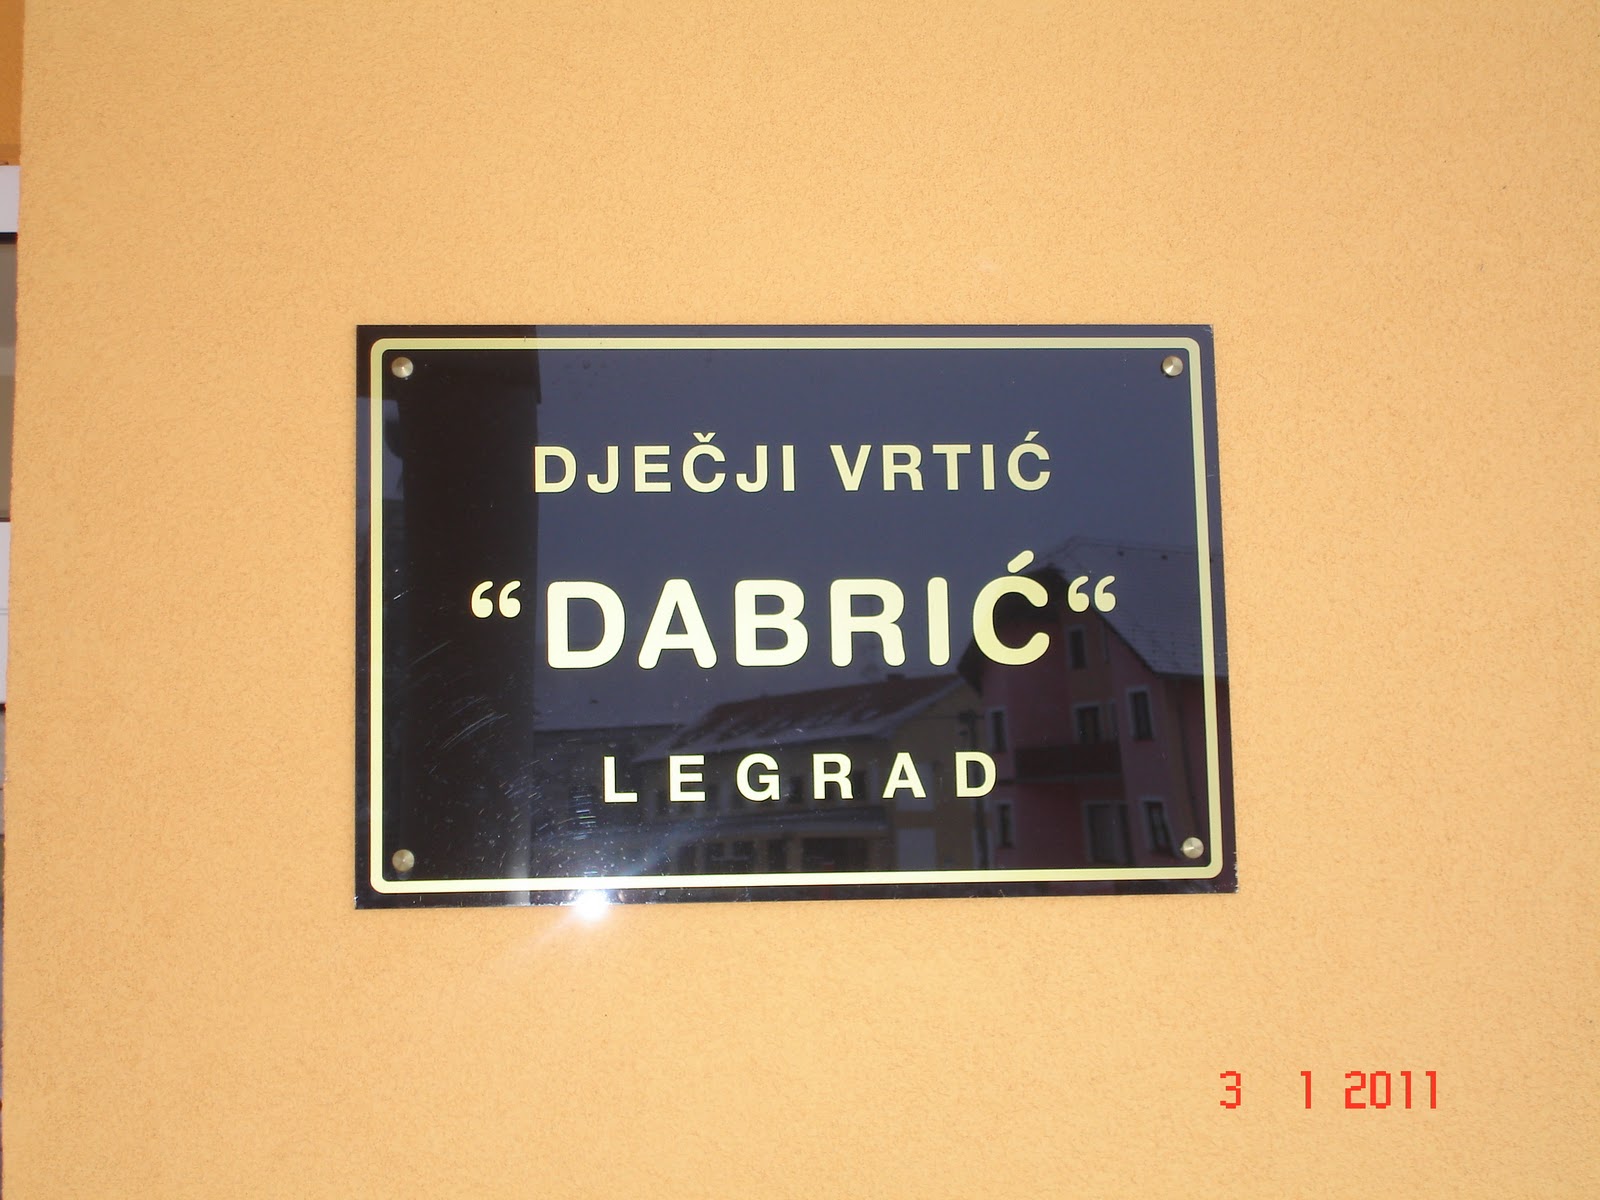 DJEČJI VRTIĆ
“DABRIĆ“
LEGRAD
3 1 2011